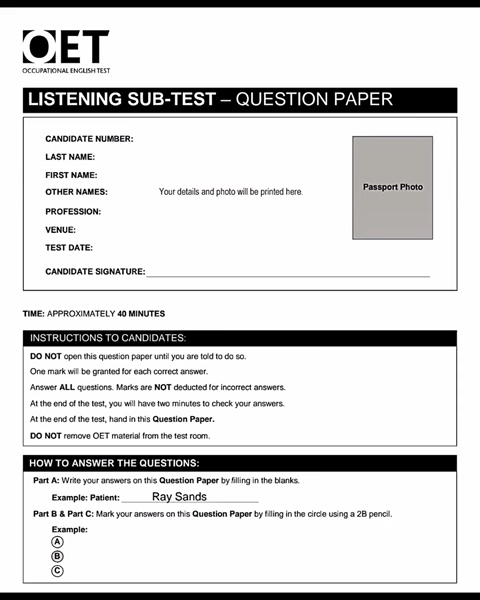 OET
OCCUPATIONAL ENGLISH TEST
LISTENING SUB-TEST – QUESTION PAPER
CANDIDATE NUMBER:
LAST NAME:
FIRST NAME:
OTHER NAMES: Your details and photo will be printed here.
Passport Photo
PROFESSION:
VENUE:
TEST DATE:
CANDIDATE SIGNATURE:
TIME: APPROXIMATELY 40 MINUTES
INSTRUCTIONS TO CANDIDATES:
DO NOT open this question paper until you are told to do so.
One mark will be granted for each correct answer.
Answer ALL questions. Marks are NOT deducted for incorrect answers.
At the end of the test, you will have two minutes to check your answers.
At the end of the test, hand in this Question Paper.
DO NOT remove OET material from the test room.
HOW TO ANSWER THE QUESTIONS:
Part A: Write your answers on this Question Paper by filling in the blanks.
Example: Patient: Ray Sands
Part B & Part C: Mark your answers on this Question Paper by filling in the circle using a 2B pencil.
Example:
A
B
C